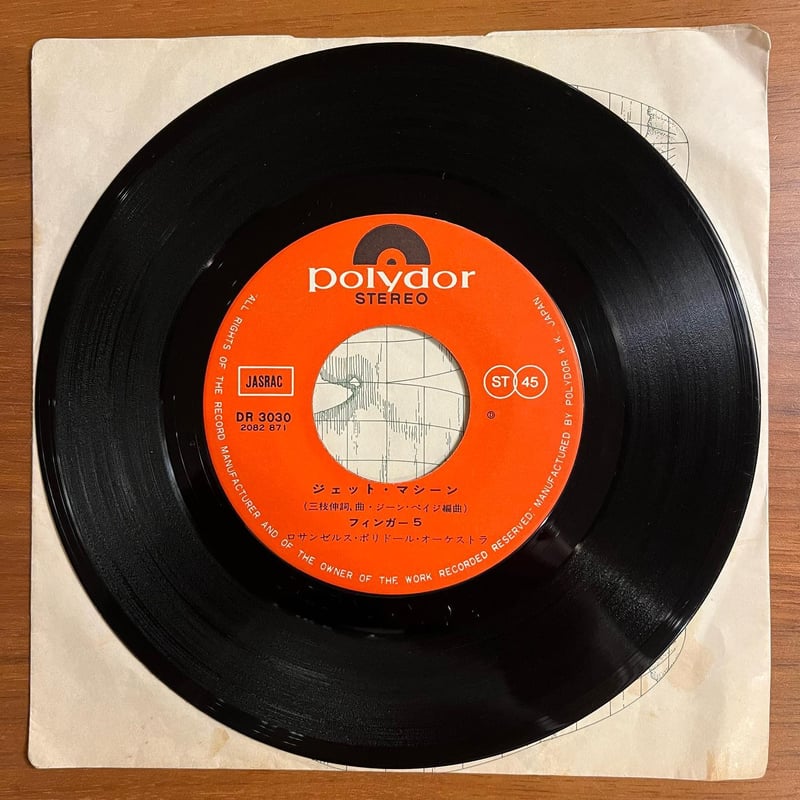 polydor
STEREO
JASRAC
ST 45
DR 3030
2082 871
Ⓟ
ジェット・マシーン
(三枝伸詞,曲・ジーン・ペイジ編曲)
フィンガー5
ロサンゼルス・ポリドール・オーケストラ
ALL RIGHTS OF THE RECORD MANUFACTURER AND OF THE OWNER OF THE WORK RECORDED RESERVED・MANUFACTURED BY POLYDOR K.K. JAPAN